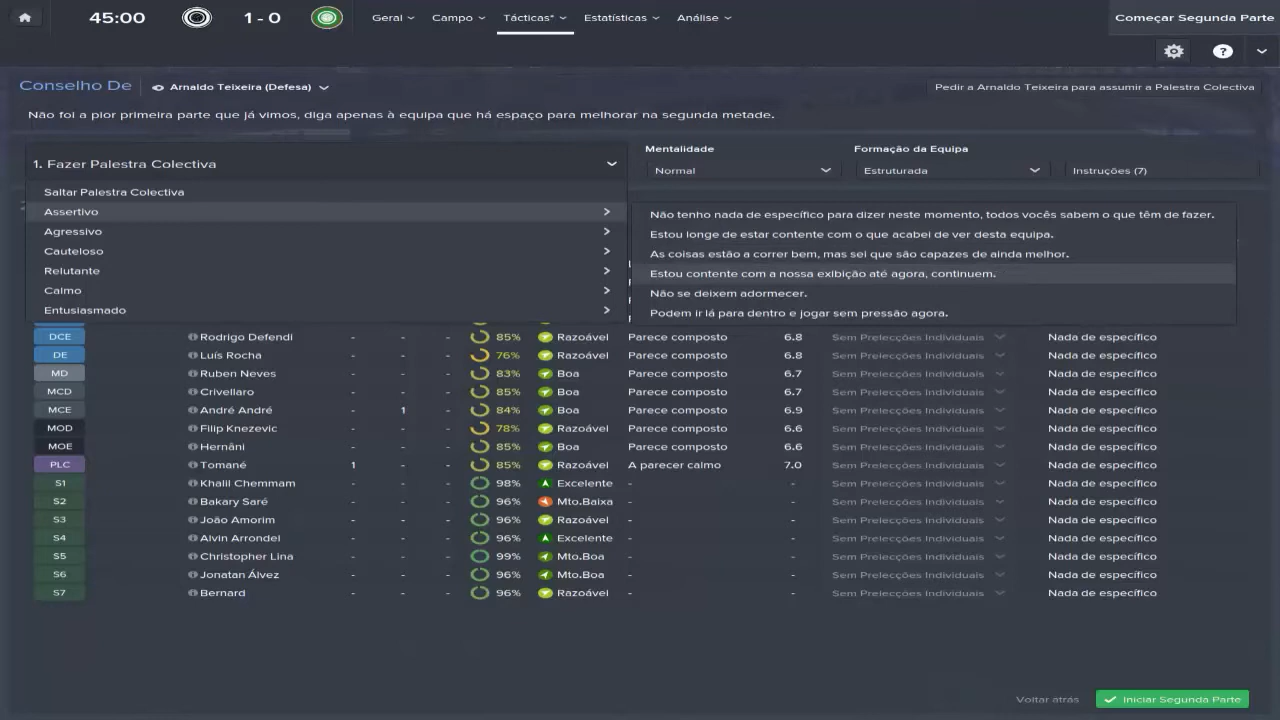 45:00 1 - 0 Geral Campo Tácticas* Estatísticas Análise Começar Segunda Parte
?
Conselho De Arnaldo Teixeira (Defesa) Pedir a Arnaldo Teixeira para assumir a Palestra Colectiva
Não foi a pior primeira parte que já vimos, diga apenas à equipa que há espaço para melhorar na segunda metade.
Mentalidade Formação da Equipa
1. Fazer Palestra Colectiva
Normal Estruturada Instruções (7)
Saltar Palestra Colectiva
Assertivo
Agressivo
Cauteloso
Relutante
Calmo
Entusiasmado
Não tenho nada de específico para dizer neste momento, todos vocês sabem o que têm de fazer.
Estou longe de estar contente com o que acabei de ver desta equipa.
As coisas estão a correr bem, mas sei que são capazes de ainda melhor.
Estou contente com a nossa exibição até agora, continuem.
Não se deixem adormecer.
Podem ir lá para dentro e jogar sem pressão agora.
DCE Rodrigo Defendi - - - 85% Razoável Parece composto 6.8 Sem Prelecções Individuais Nada de específico
DE Luís Rocha - - - 76% Razoável Parece composto 6.8 Sem Prelecções Individuais Nada de específico
MD Ruben Neves - - - 83% Boa Parece composto 6.7 Sem Prelecções Individuais Nada de específico
MCD Crivellaro - - - 85% Boa Parece composto 6.7 Sem Prelecções Individuais Nada de específico
MCE André André - 1 - 84% Boa Parece composto 6.9 Sem Prelecções Individuais Nada de específico
MOD Filip Knezevic - - - 78% Razoável Parece composto 6.6 Sem Prelecções Individuais Nada de específico
MOE Hernâni - - - 85% Boa Parece composto 6.6 Sem Prelecções Individuais Nada de específico
PLC Tomané 1 - - 85% Razoável A parecer calmo 7.0 Sem Prelecções Individuais Nada de específico
S1 Khalil Chemmam - - - 98% Excelente - - Sem Prelecções Individuais Nada de específico
S2 Bakary Saré - - - 96% Mto.Baixa - - Sem Prelecções Individuais Nada de específico
S3 João Amorim - - - 96% Razoável - - Sem Prelecções Individuais Nada de específico
S4 Alvin Arrondel - - - 96% Excelente - - Sem Prelecções Individuais Nada de específico
S5 Christopher Lina - - - 99% Mto.Boa - - Sem Prelecções Individuais Nada de específico
S6 Jonatan Álvez - - - 96% Mto.Boa - - Sem Prelecções Individuais Nada de específico
S7 Bernard - - - 96% Razoável - - Sem Prelecções Individuais Nada de específico
Voltar atrás Iniciar Segunda Parte